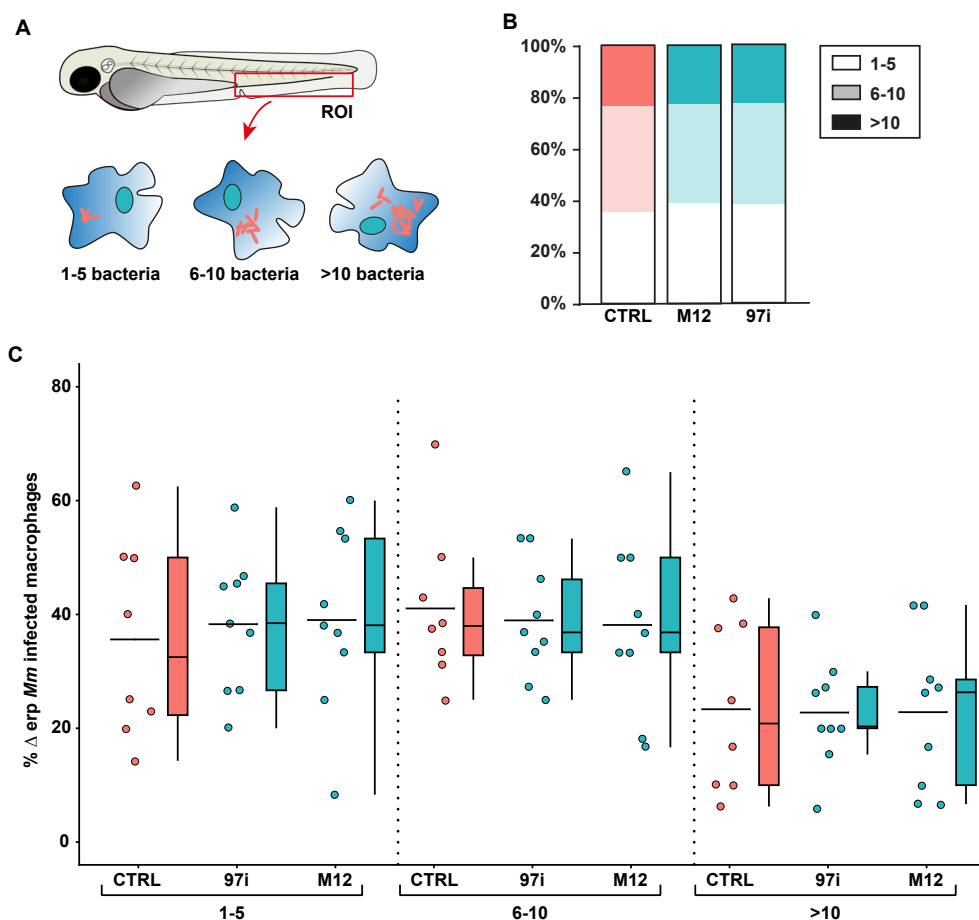 A
ROI
1-5 bacteria
6-10 bacteria
>10 bacteria
B
100%
80%
60%
40%
20%
0%
CTRL
M12
97i
1-5
6-10
>10
C
% Δ erp Mm infected macrophages
80
60
40
20
0
CTRL
97i
M12
CTRL
97i
M12
CTRL
97i
M12
1-5
6-10
>10